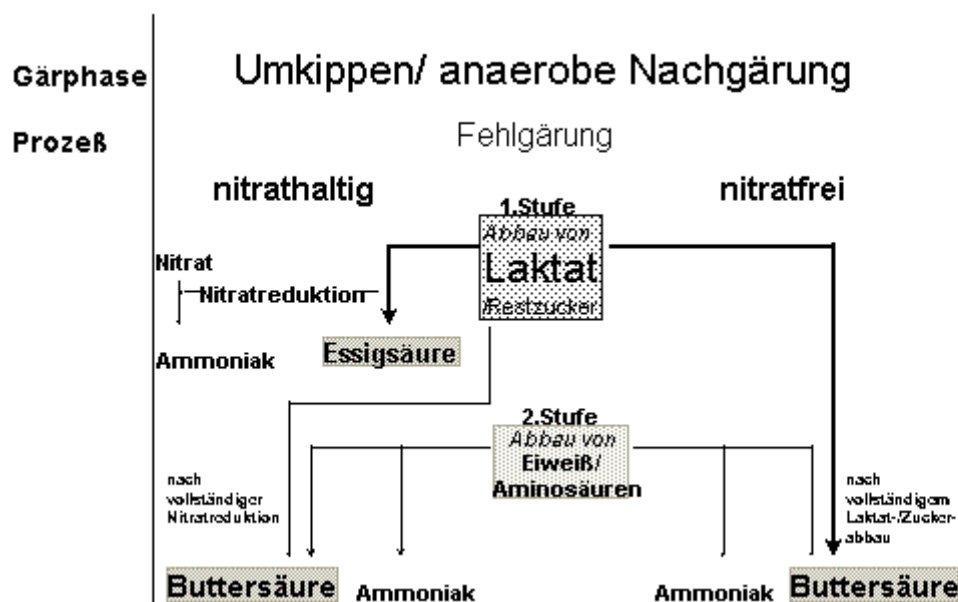 Gärphase
Umkippen/ anaerobe Nachgärung
Prozeß
Fehlgärung
nitrathaltig
nitratfrei
1.Stufe
Abbau von
Laktat
/Restzucker
Nitrat
Nitratreduktion
Ammoniak
Essigsäure
2.Stufe
Abbau von
Eiweiß/
Aminosäuren
nach
vollständiger
Nitratreduktion
nach
vollständigem
Laktat-/Zucker-
abbau
Buttersäure
Ammoniak
Ammoniak
Buttersäure